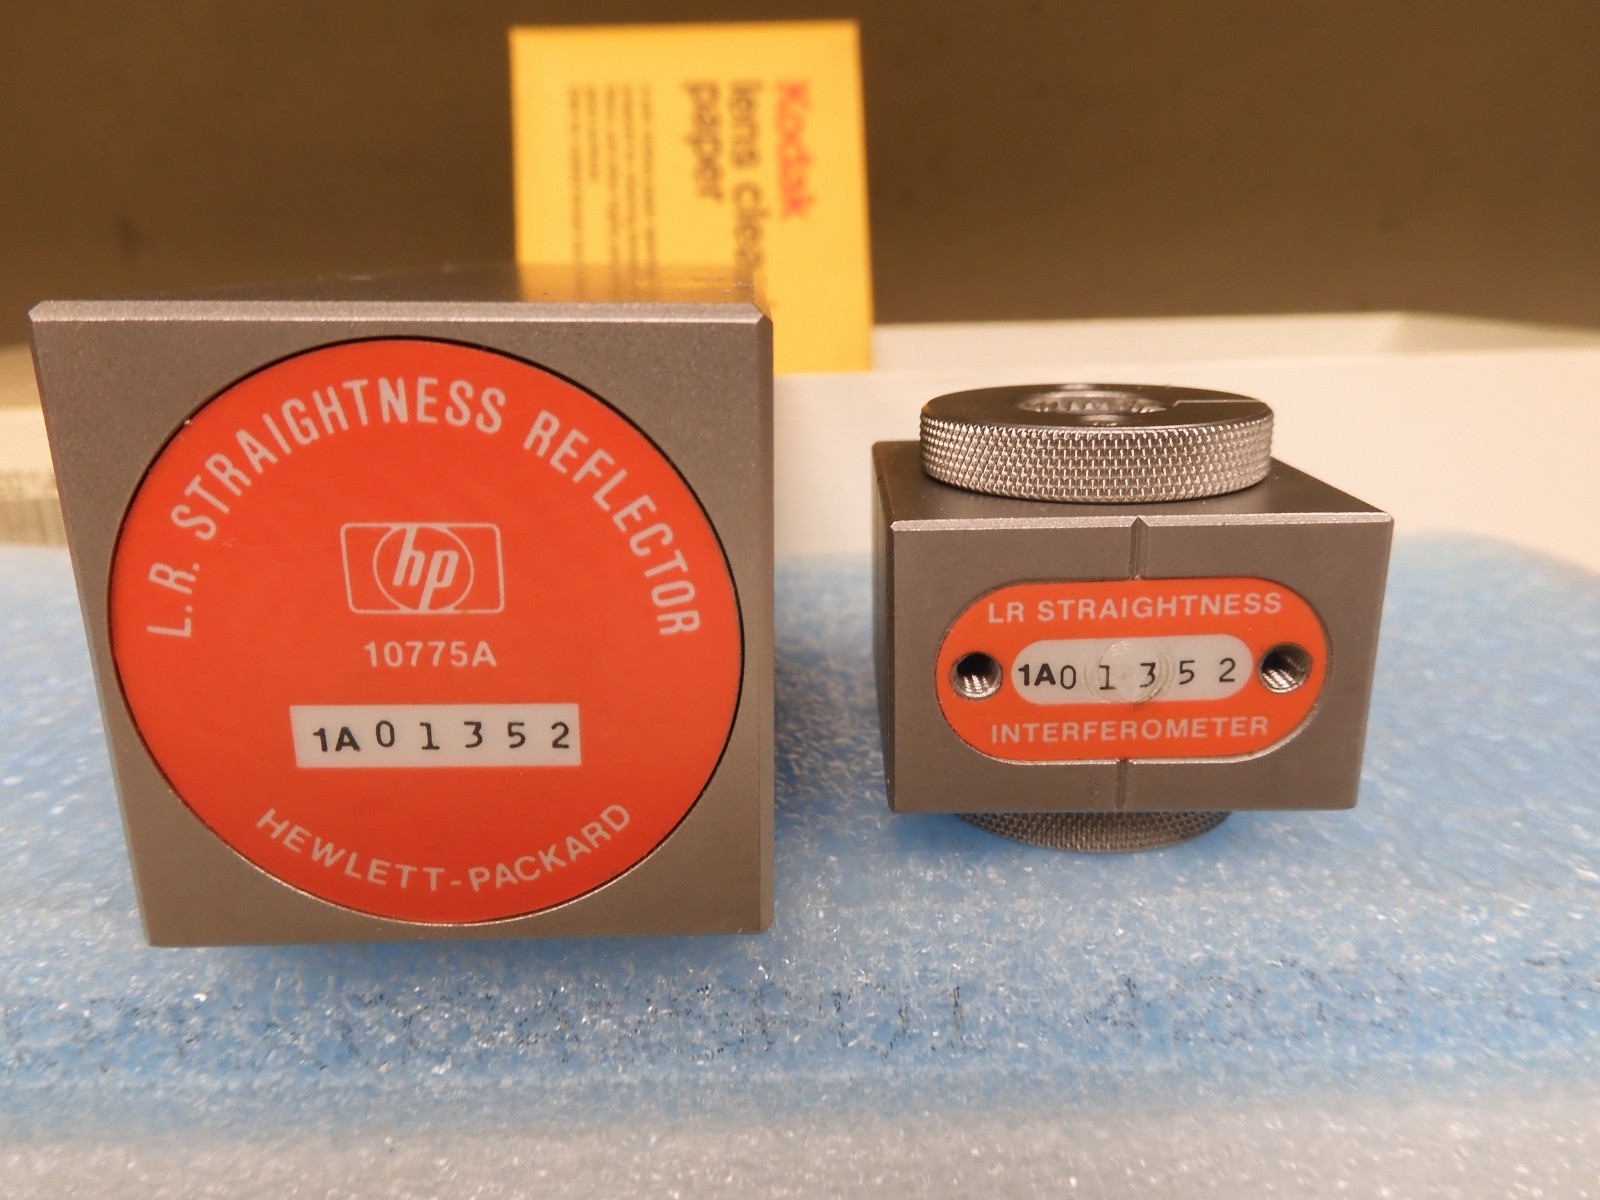 Kodak
lens clea
paper
L.R. STRAIGHTNESS REFLECTOR
hp
10775A
1A01352
HEWLETT-PACKARD
LR STRAIGHTNESS
1A01352
INTERFEROMETER